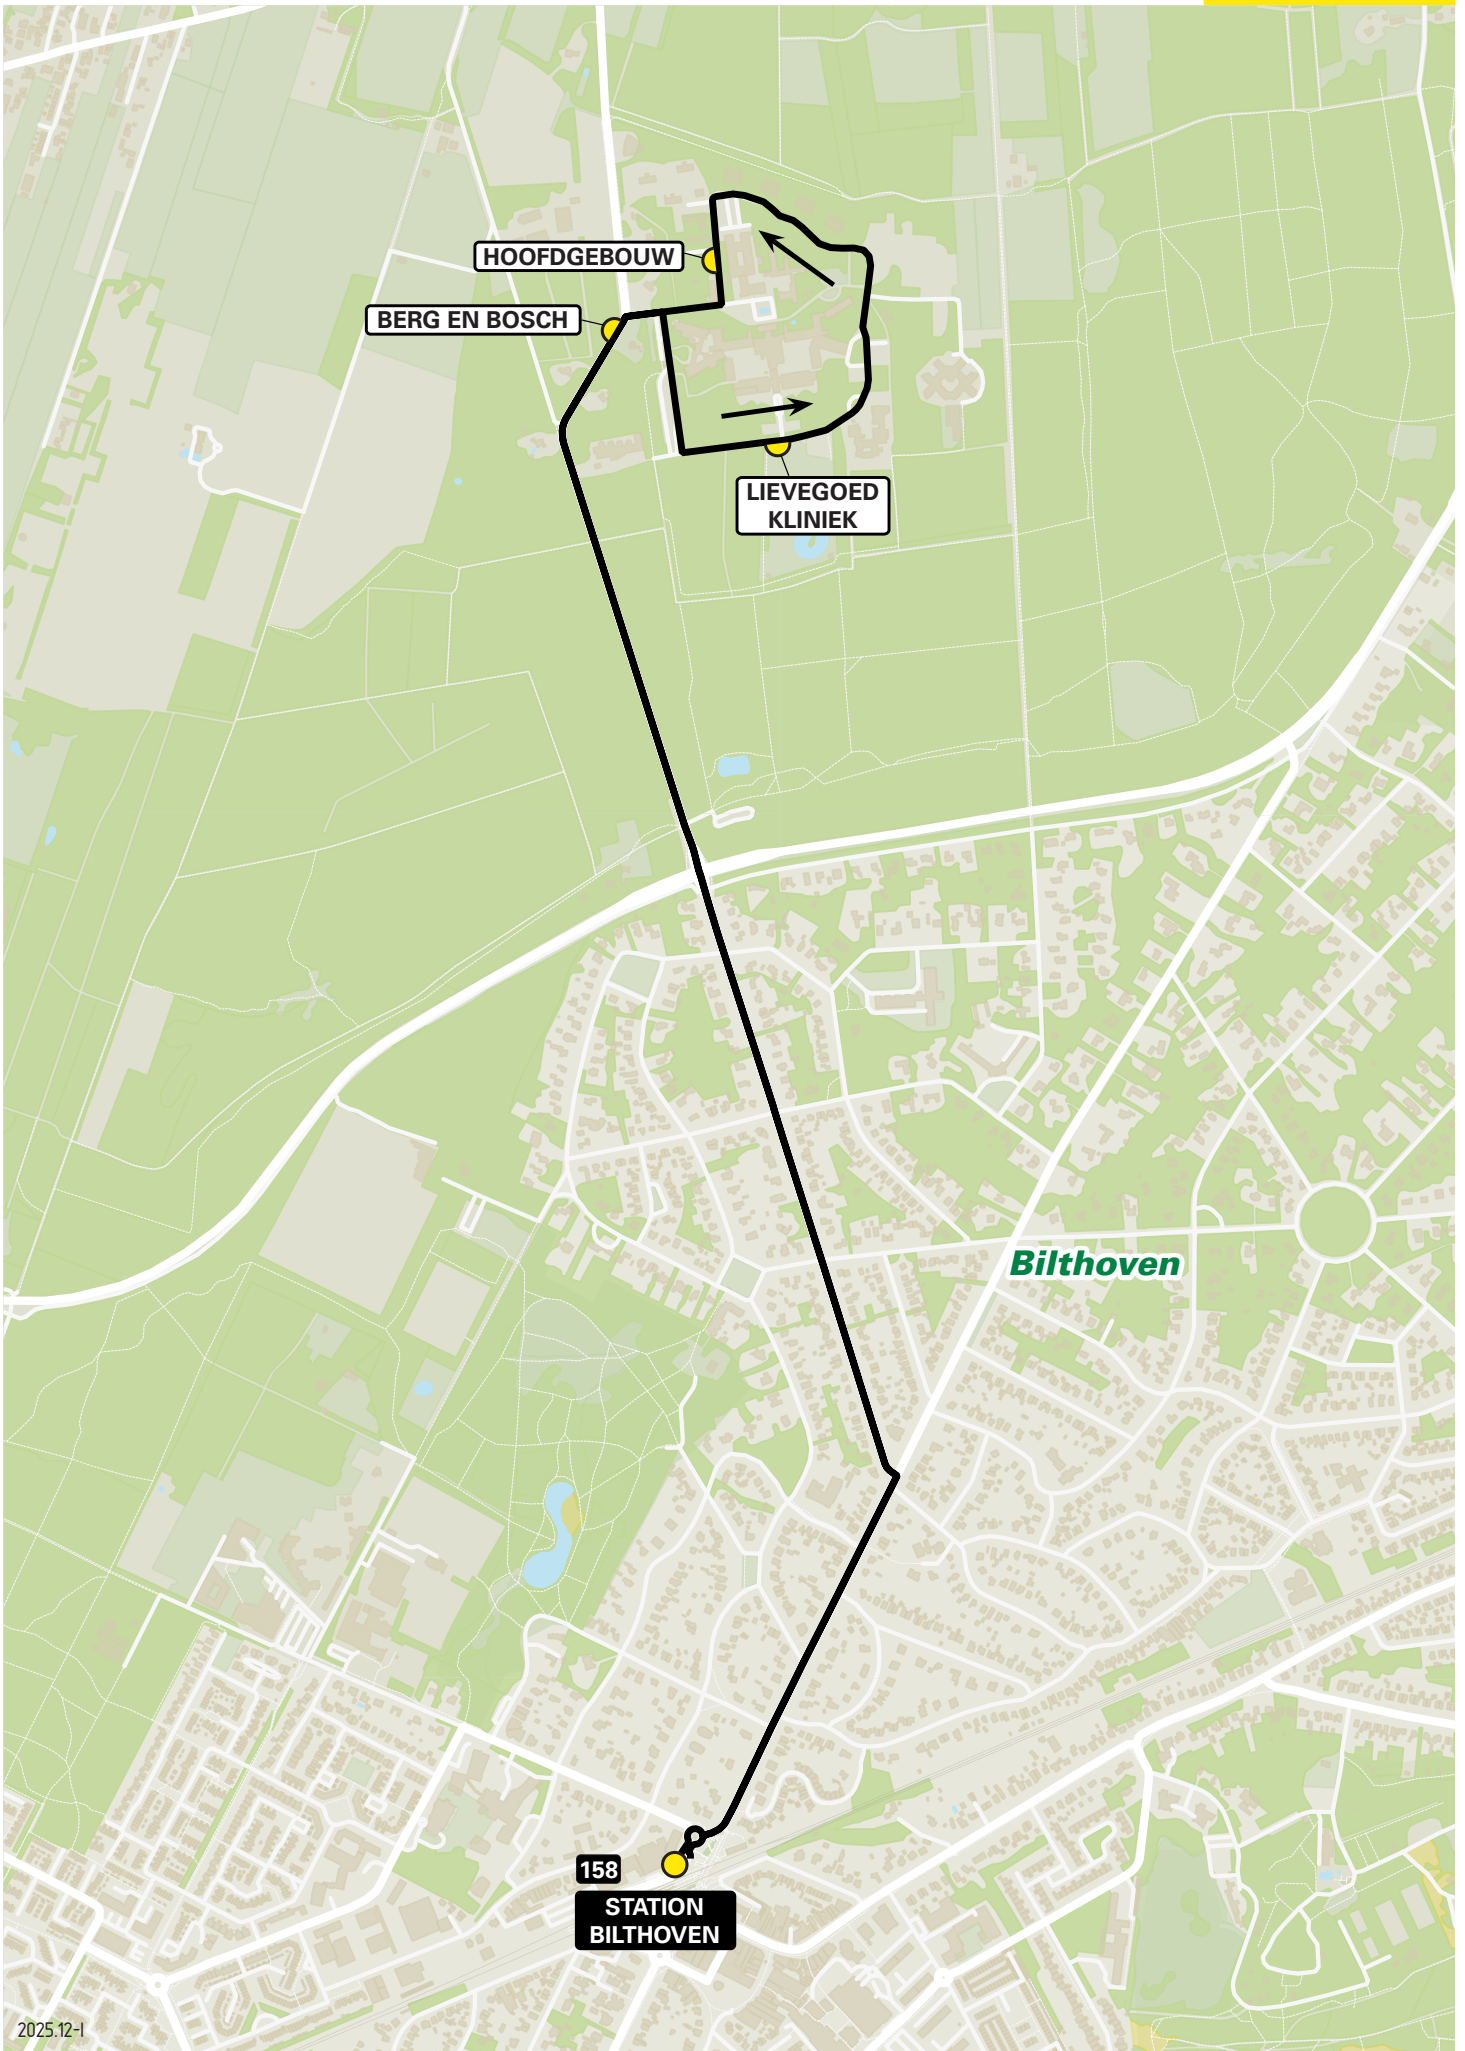 HOOFDGEBOUW
BERG EN BOSCH
LIEVEGOED
KLINIEK
Bilthoven
158
STATION
BILTHOVEN
2025.12-I